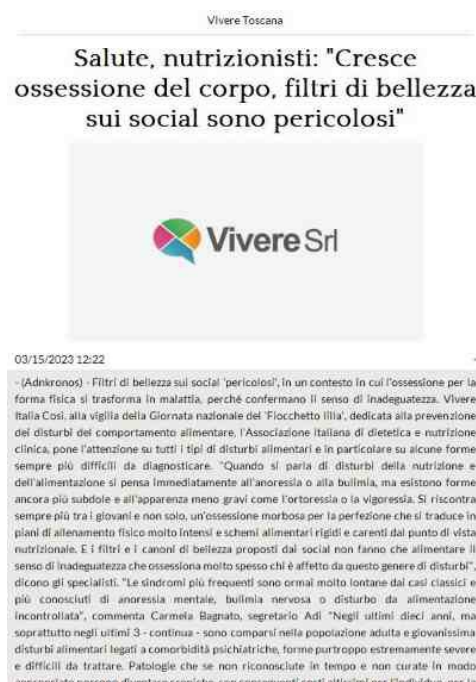 Vivere Toscana
Salute, nutrizionisti: "Cresce
ossessione del corpo, filtri di bellezza
sui social sono pericolosi"
Vivere Srl
03/15/2023 12:22
- (Adnkronos) - Filtri di bellezza sui social 'pericolosi', in un contesto in cui l'ossessione per la
forma fisica si trasforma in malattia, perché confermano il senso di inadeguatezza. Vivere
Italia Così, alla vigilia della Giornata nazionale del 'Fiocchetto lilla', dedicata alla prevenzione
dei disturbi del comportamento alimentare, l'Associazione italiana di dietetica e nutrizione
clinica, pone l'attenzione su tutti i tipi di disturbi alimentari e in particolare su alcune forme
sempre più difficili da diagnosticare. "Quando si parla di disturbi della nutrizione e
dell'alimentazione si pensa immediatamente all'anoressia o alla bulimia, ma esistono forme
ancora più subdole e all'apparenza meno gravi come l'ortoressia o la vigoressia. Si riscontra
sempre più tra i giovani e non solo, un'ossessione morbosa per la perfezione che si traduce in
piani di allenamento fisico molto intensi e schemi alimentari rigidi e carenti dal punto di vista
nutrizionale. E i filtri e i canoni di bellezza proposti dai social non fanno che alimentare il
senso di inadeguatezza che ossessiona molto spesso chi è affetto da questo genere di disturbi",
dicono gli specialisti. "Le sindromi più frequenti sono ormai molto lontane dai casi classici e
più conosciuti di anoressia mentale, bulimia nervosa o disturbo da alimentazione
incontrollata", commenta Carmela Bagnato, segretario Adi "Negli ultimi dieci anni, ma
soprattutto negli ultimi 3 - continua - sono comparsi nella popolazione adulta e giovanissima
disturbi alimentari legati a comorbidità psichiatriche, forme purtroppo estremamente severe
e difficili da trattare. Patologie che se non riconosciute in tempo e non curate in modo